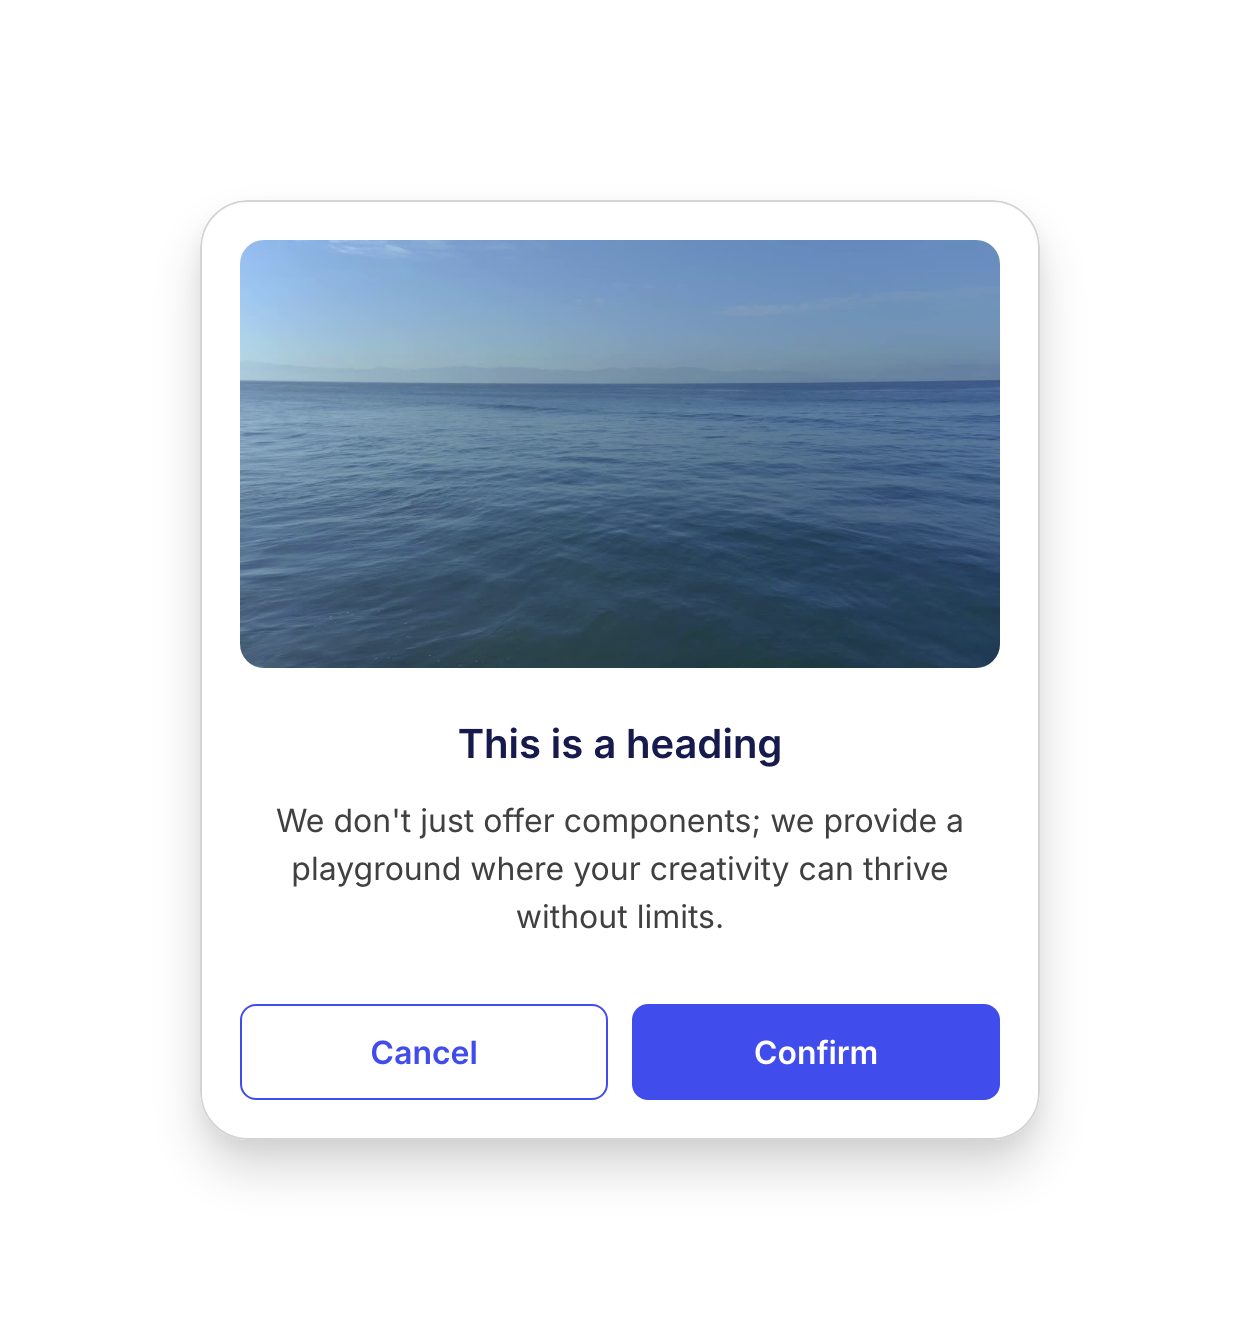 This is a heading
We don't just offer components; we provide a
playground where your creativity can thrive
without limits.
Cancel
Confirm